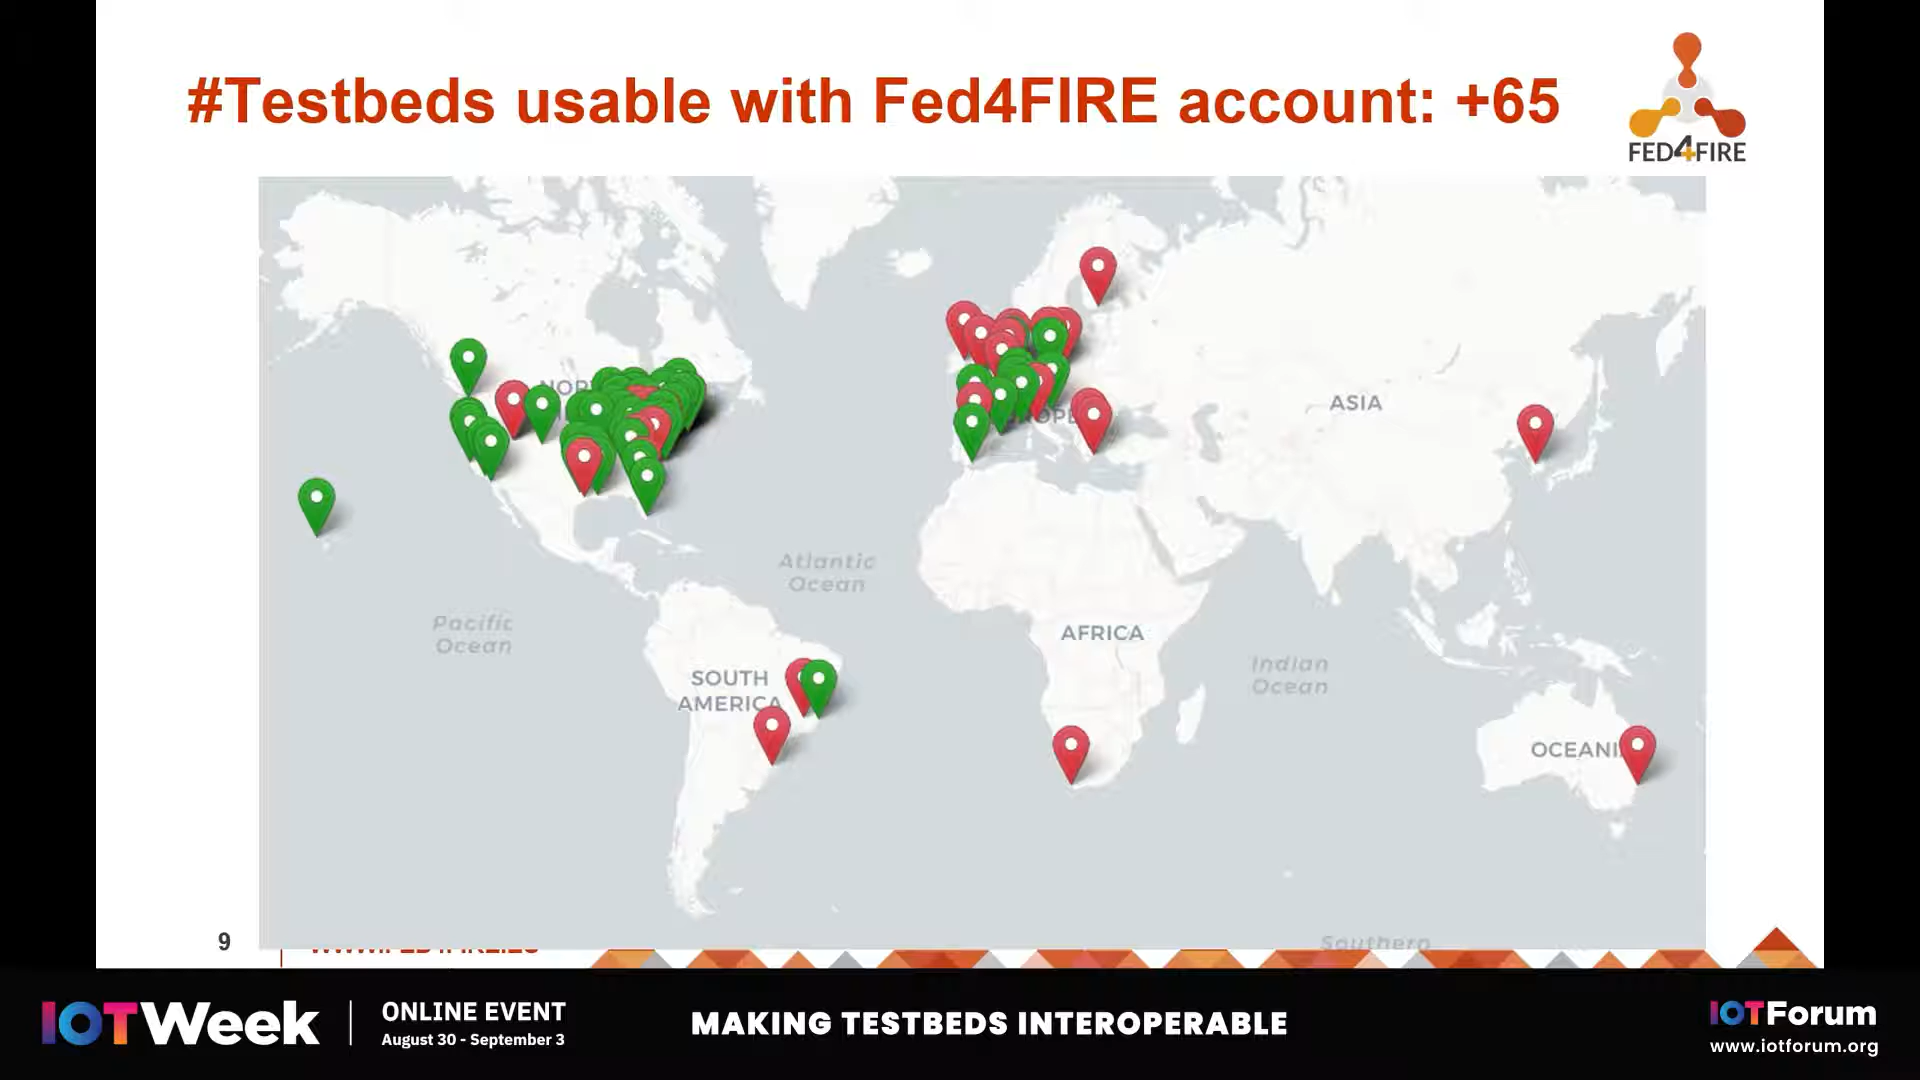 #Testbeds usable with Fed4FIRE account: +65
FED4FIRE
ASIA
Atlantic
Ocean
Pacific
Ocean
AFRICA
SOUTH
AMERICA
Indian
Ocean
Southern
9
IOTWeek
ONLINE EVENT
August 30 - September 3
MAKING TESTBEDS INTEROPERABLE
IOTForum
www.iotforum.org